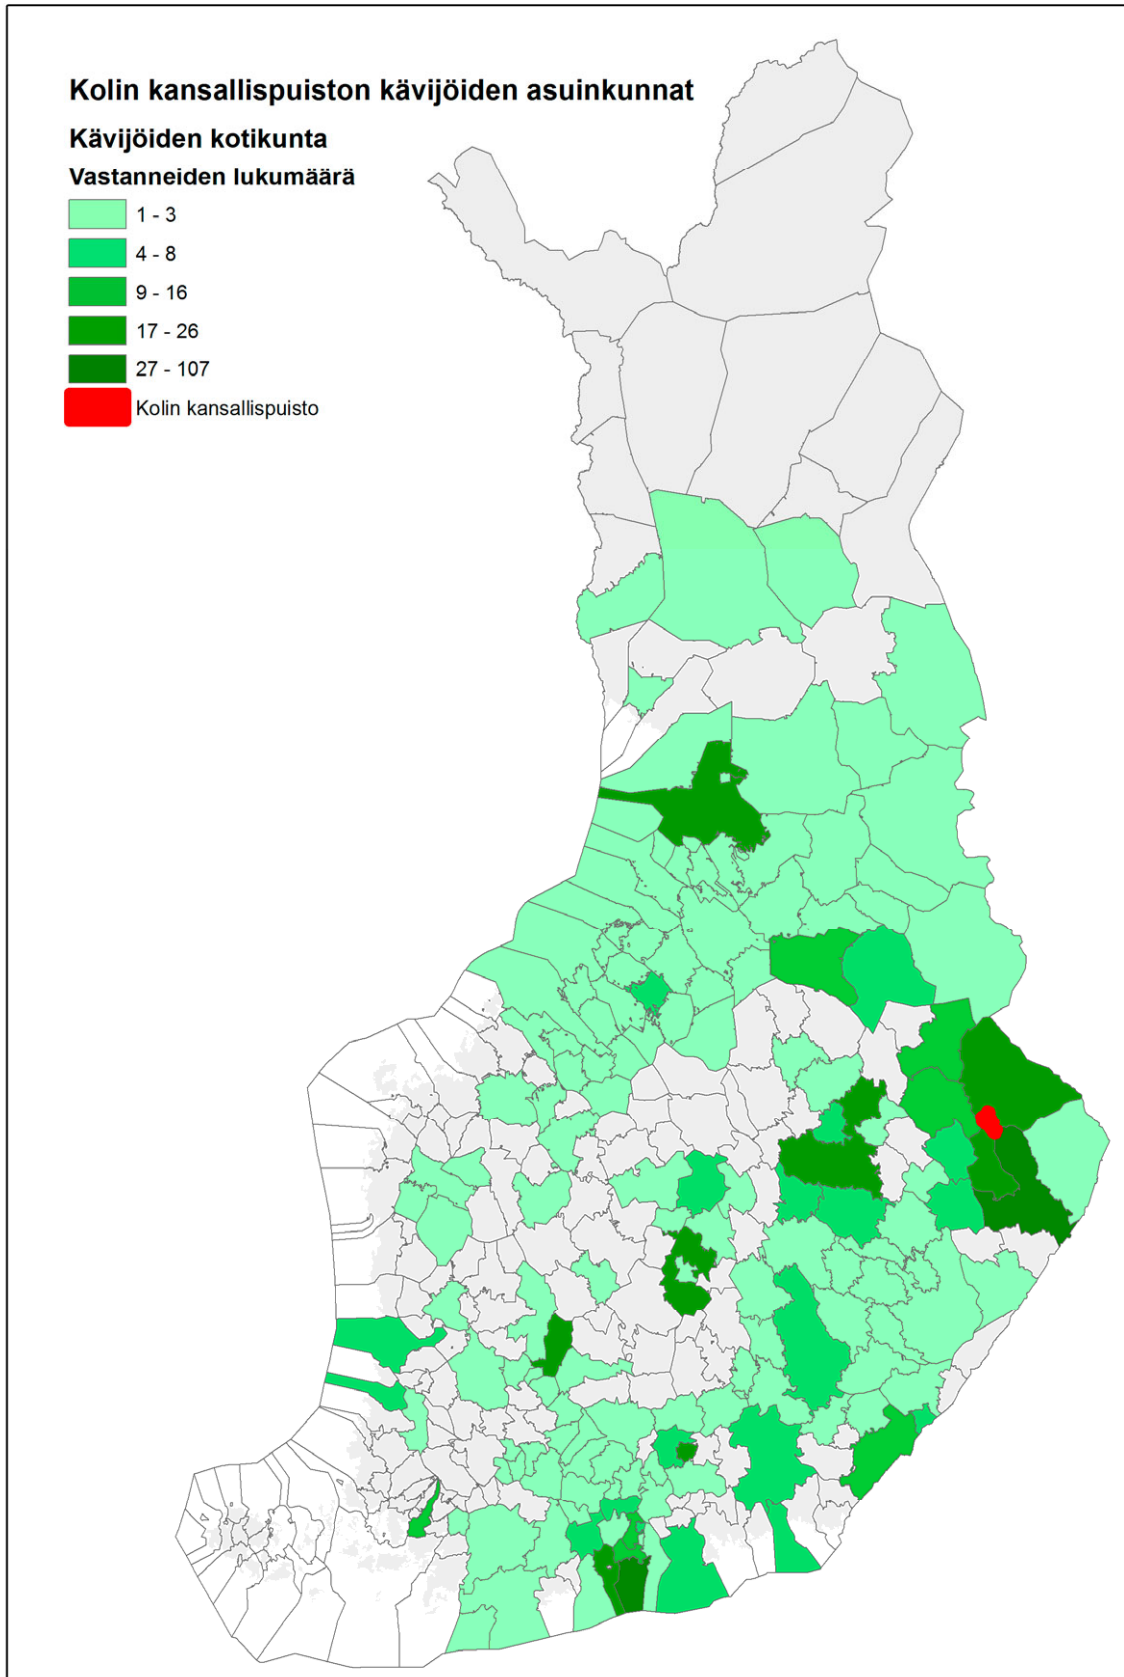 Kolin kansallispuiston kävijöiden asuinkunnat
Kävijöiden kotikunta
Vastanneiden lukumäärä
1 - 3
4 - 8
9 - 16
17 - 26
27 - 107
Kolin kansallispuisto